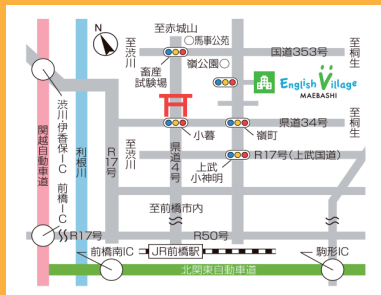 至赤城山
N
至渋川
○馬事公苑
国道353号
至桐生
嶺公園○
畜産
試験場
English Village
MAEBASHI
渋川・伊香保IC
関越自動車道
利根川
R17号
小暮
嶺町
県道34号
至桐生
至渋川
県道4号
R17号(上武国道)
上武
小神明
前橋IC
至前橋市内
R17号
R50号
前橋南IC
JR前橋駅
駒形IC
北関東自動車道